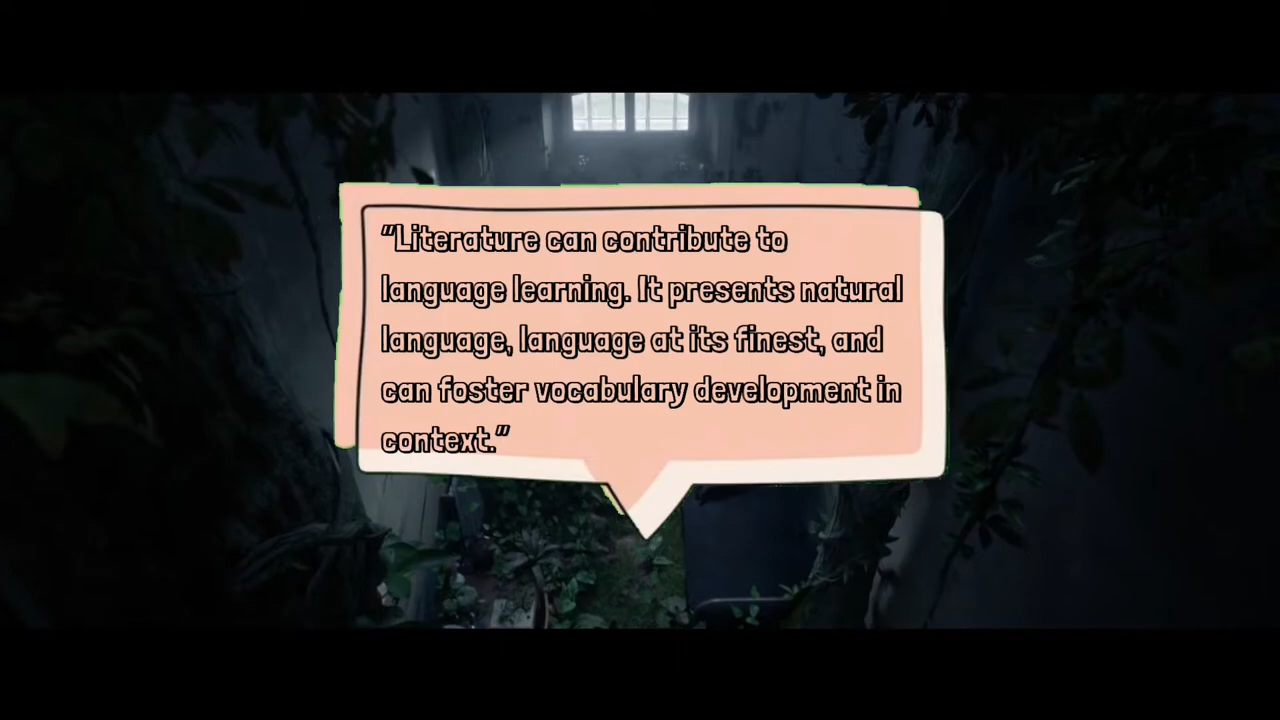 "Literature can contribute to
language learning. It presents natural
language, language at its finest, and
can foster vocabulary development in
context."